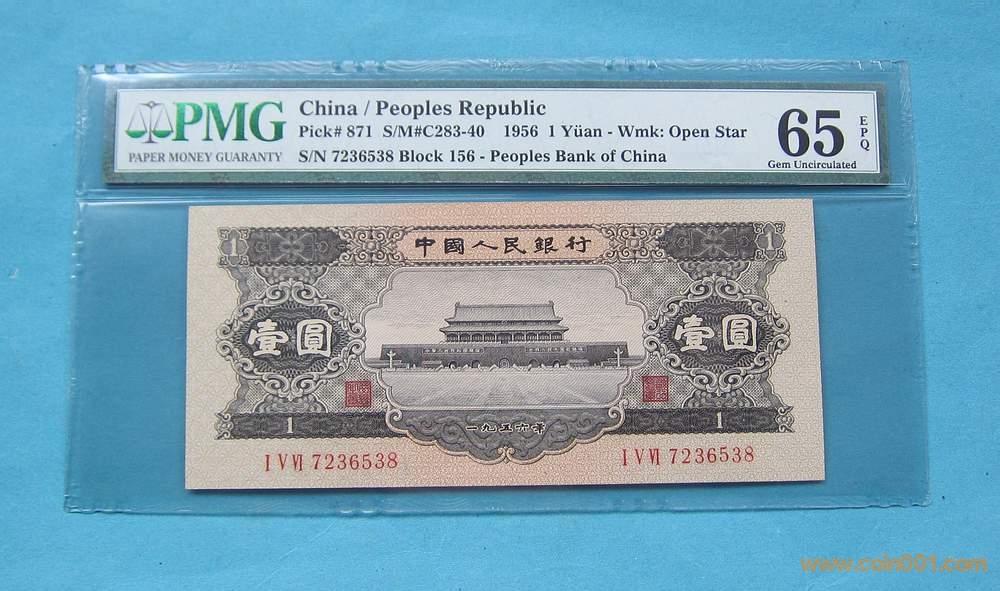 PMG
PAPER MONEY GUARANTY
China / Peoples Republic
Pick# 871 S/M#C283-40 1956 1 Yüan - Wmk: Open Star
S/N 7236538 Block 156 - Peoples Bank of China
65 EPQ
Gem Uncirculated
中國人民銀行
1 1
壹圓 壹圓
1 1
一九五六年
I V VI 7236538 I V VI 7236538
www.coin001.com